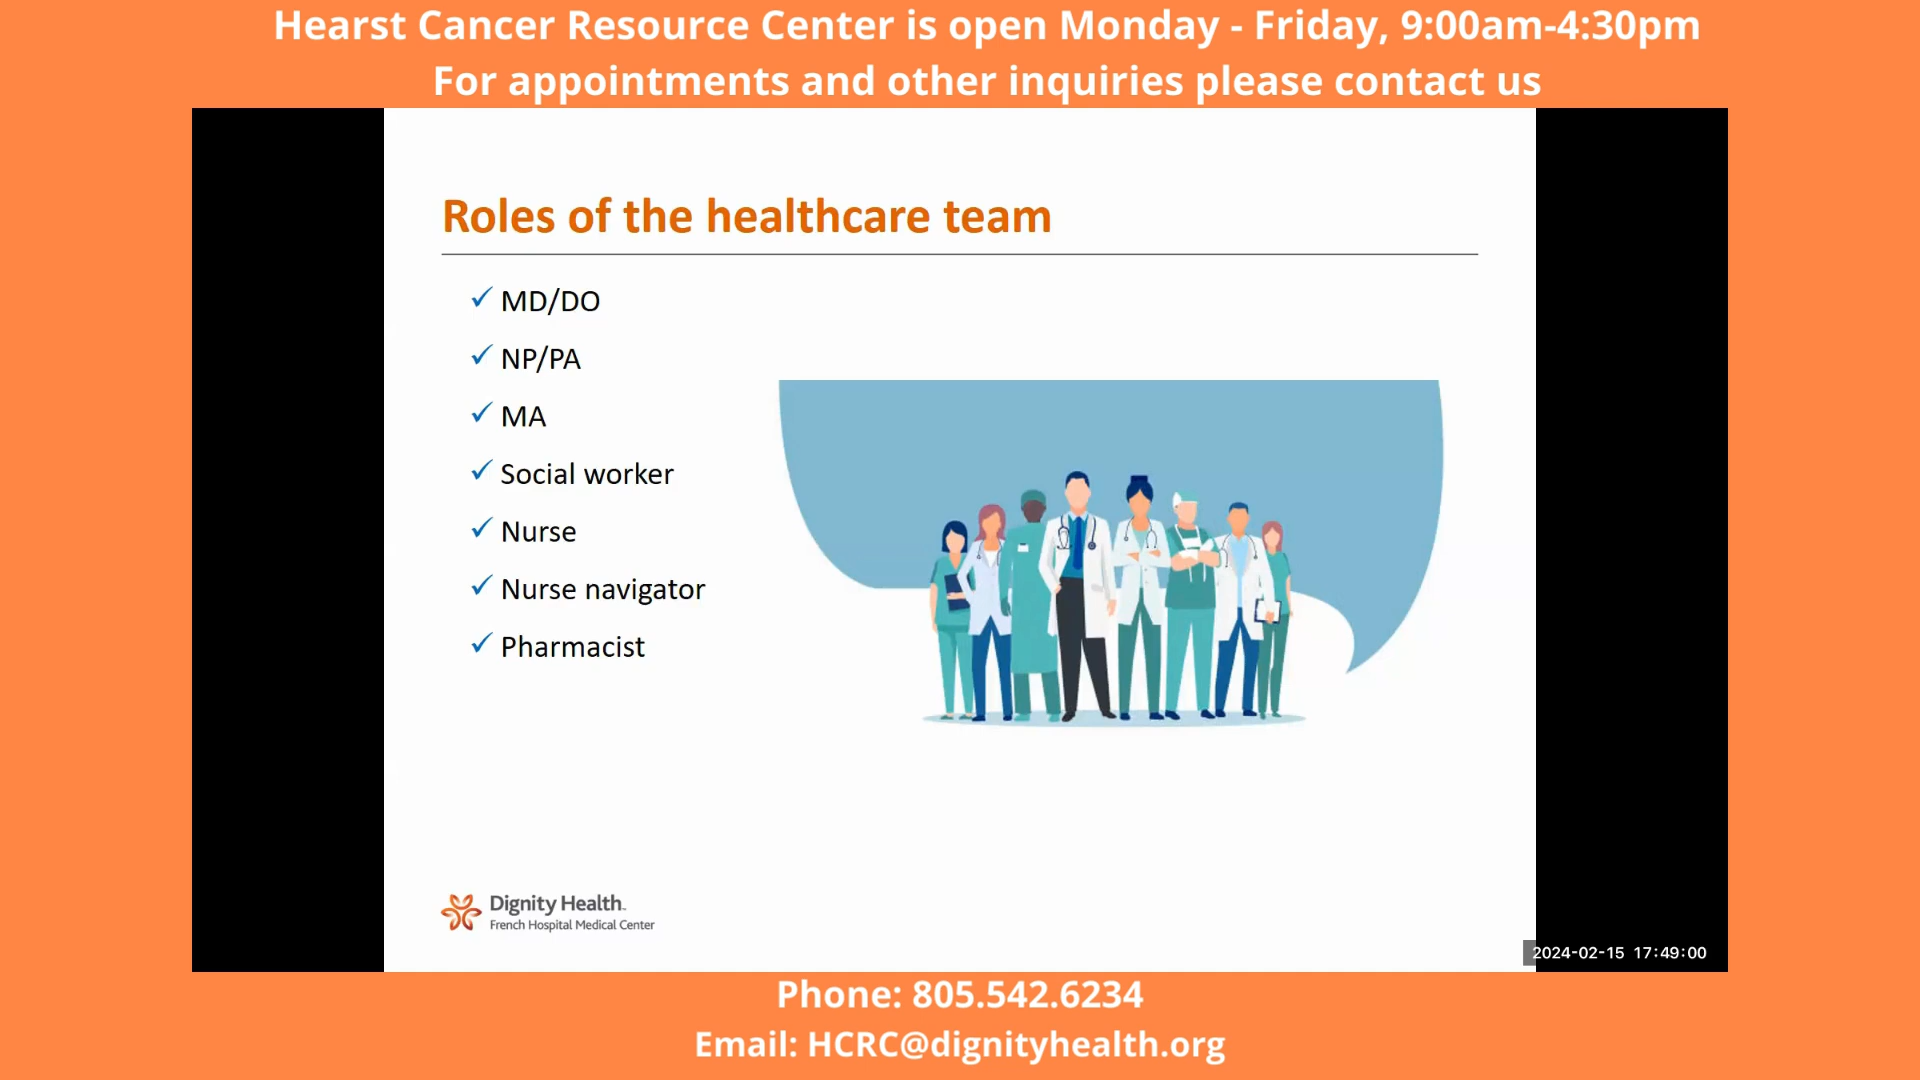 Hearst Cancer Resource Center is open Monday - Friday, 9:00am-4:30pm
For appointments and other inquiries please contact us
Roles of the healthcare team
✓ MD/DO
✓ NP/PA
✓ MA
✓ Social worker
✓ Nurse
✓ Nurse navigator
✓ Pharmacist
Dignity Health™
French Hospital Medical Center
2024-02-15 17:49:00
Phone: 805.542.6234
Email: HCRC@dignityhealth.org